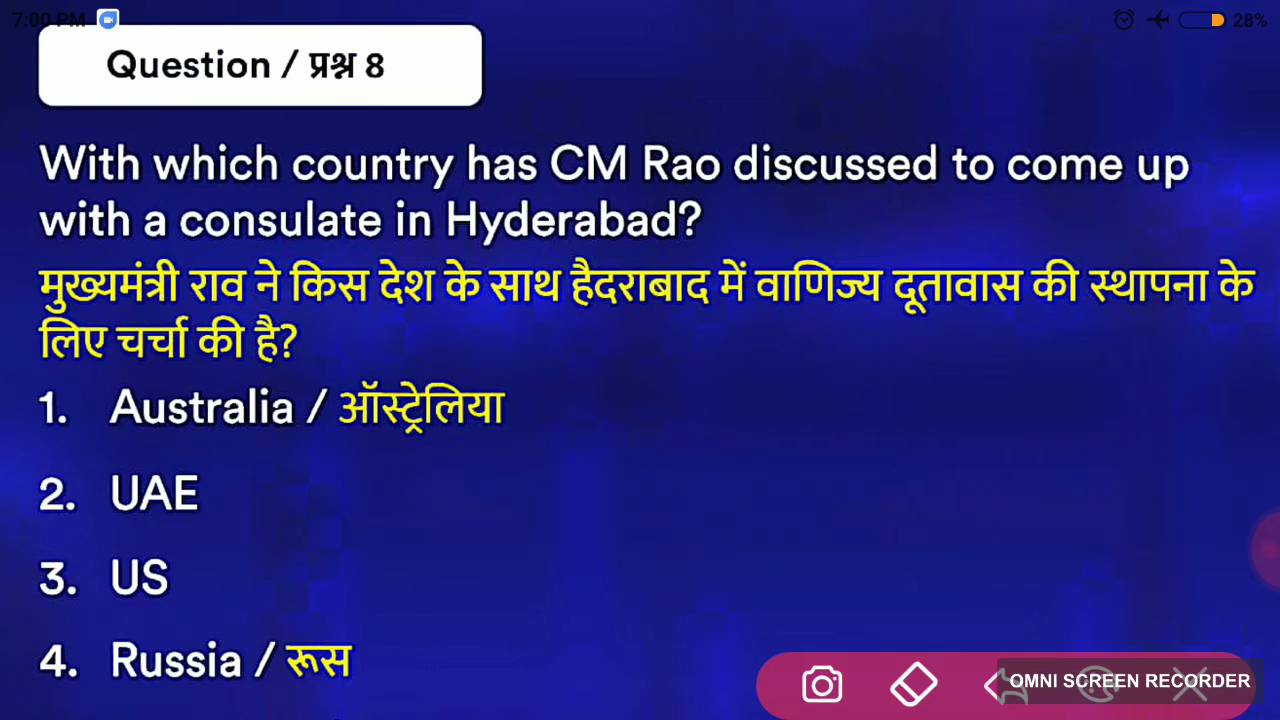 7:00 PM
28%
Question / प्रश्न 8
With which country has CM Rao discussed to come up
with a consulate in Hyderabad?
मुख्यमंत्री राव ने किस देश के साथ हैदराबाद में वाणिज्य दूतावास की स्थापना के
लिए चर्चा की है?
1. Australia / ऑस्ट्रेलिया
2. UAE
3. US
4. Russia / रूस
OMNI SCREEN RECORDER